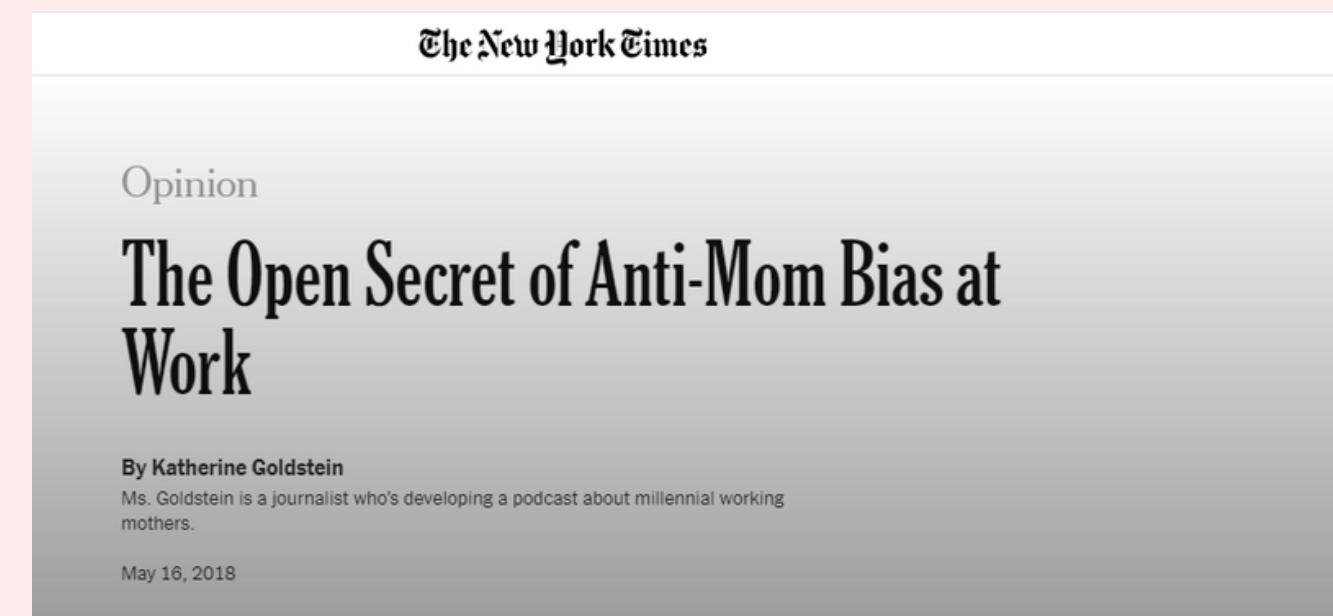 The New York Times
Opinion
The Open Secret of Anti-Mom Bias at
Work
By Katherine Goldstein
Ms. Goldstein is a journalist who's developing a podcast about millennial working
mothers.
May 16, 2018